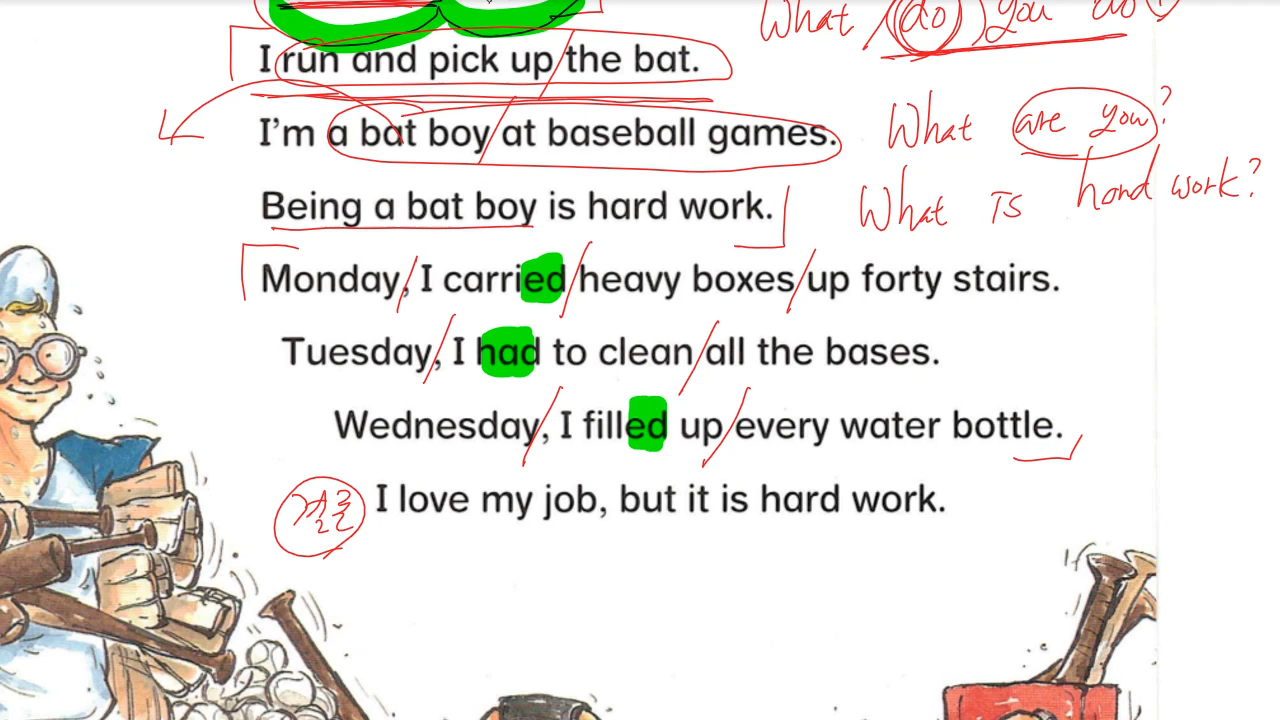 What do you do?
I run and pick up the bat.
What are you?
I'm a bat boy at baseball games.
What is hard work?
Being a bat boy is hard work.
Monday, I carried heavy boxes up forty stairs.
Tuesday, I had to clean all the bases.
Wednesday, I filled up every water bottle.
결론 I love my job, but it is hard work.